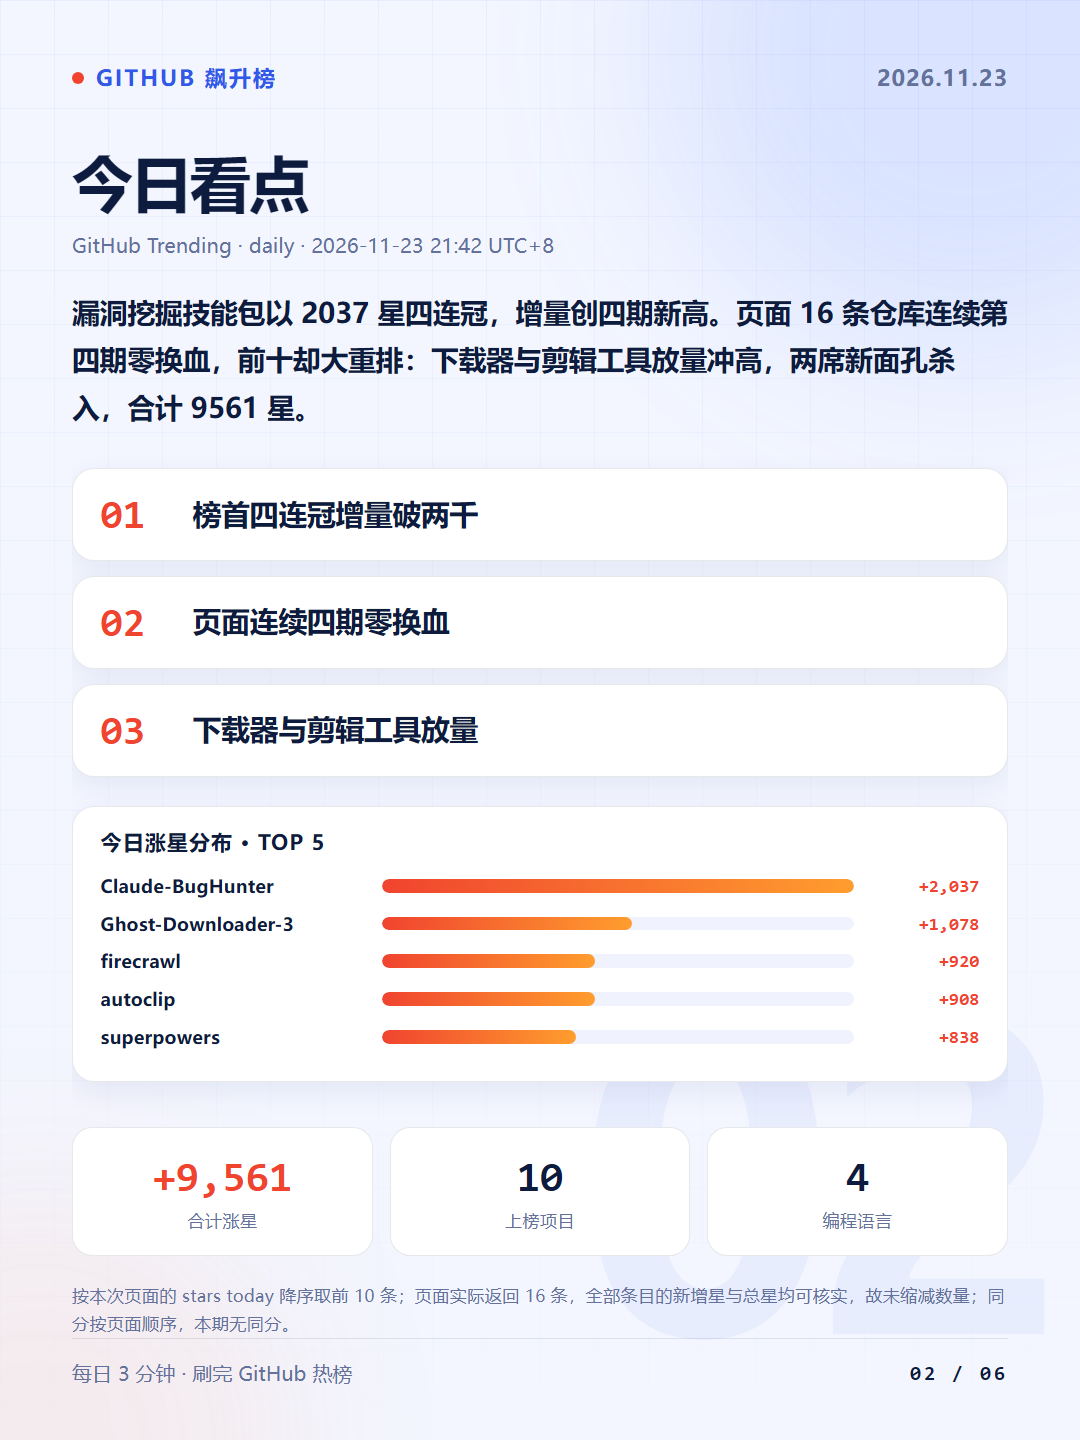 GITHUB 飙升榜
2026.11.23
今日看点
GitHub Trending · daily · 2026-11-23 21:42 UTC+8
漏洞挖掘技能包以 2037 星四连冠，增量创四期新高。页面 16 条仓库连续第
四期零换血，前十却大重排：下载器与剪辑工具放量冲高，两席新面孔杀
入，合计 9561 星。
01 榜首四连冠增量破两千
02 页面连续四期零换血
03 下载器与剪辑工具放量
今日涨星分布 • TOP 5
Claude-BugHunter +2,037
Ghost-Downloader-3 +1,078
firecrawl +920
autoclip +908
superpowers +838
+9,561
合计涨星
10
上榜项目
4
编程语言
02
按本次页面的 stars today 降序取前 10 条；页面实际返回 16 条，全部条目的新增星与总星均可核实，故未缩减数量；同
分按页面顺序，本期无同分。
每日 3 分钟 · 刷完 GitHub 热榜
02 / 06